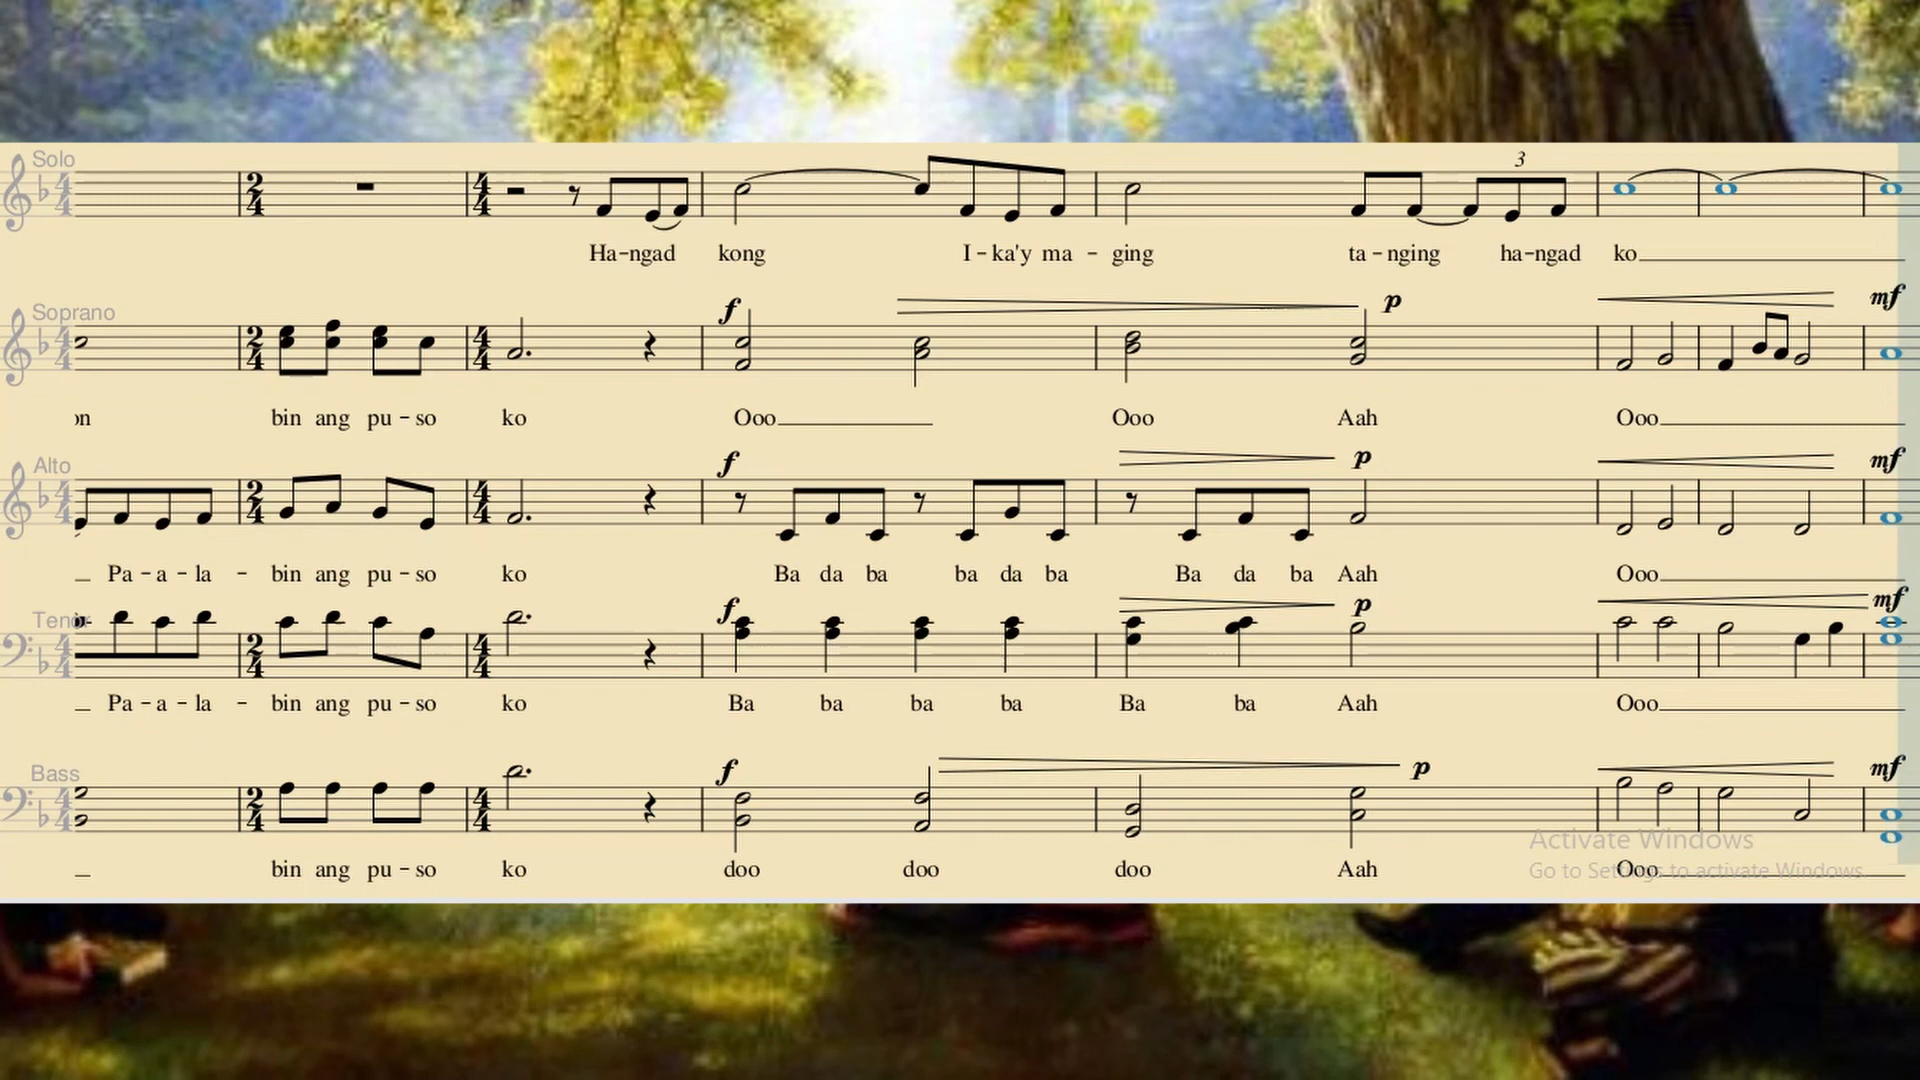 Solo
3
Ha-ngad kong I-ka'y ma-ging ta-nging ha-ngad ko
Soprano
f p mf
on bin ang pu-so ko Ooo Ooo Aah Ooo
Alto
f p mf
Pa-a-la-bin ang pu-so ko Ba da ba ba da ba Ba da ba Aah Ooo
Tenor
f p mf
Pa-a-la-bin ang pu-so ko Ba ba ba ba Ba ba Aah Ooo
Bass
f p mf
bin ang pu-so ko doo doo doo Aah Ooo
Activate Windows
Go to Settings to activate Windows.